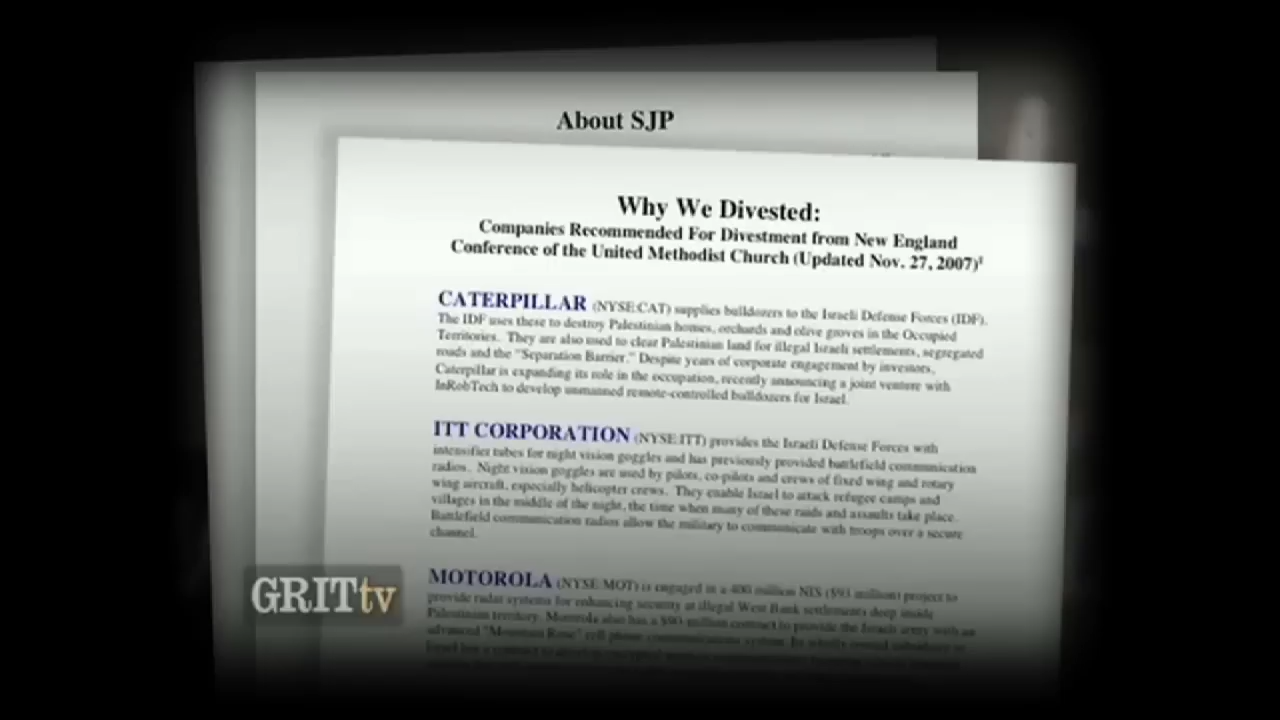 About SJP
Why We Divested:
Companies Recommended For Divestment from New England
Conference of the United Methodist Church (Updated Nov. 27, 2007)¹
CATERPILLAR (NYSE:CAT) supplies bulldozers to the Israeli Defense Forces (IDF).
The IDF uses these to destroy Palestinian homes, orchards and olive groves in the Occupied
Territories. They are also used to clear Palestinian land for illegal Israeli settlements, segregated
roads and the "Separation Barrier." Despite years of corporate engagement by investors,
Caterpillar is expanding its role in the occupation, recently announcing a joint venture with
InRobTech to develop unmanned remote-controlled bulldozers for Israel.
ITT CORPORATION (NYSE:ITT) provides the Israeli Defense Forces with
intensifier tubes for night vision goggles and has previously provided battlefield communication
radios. Night vision goggles are used by pilots, co-pilots and crews of fixed wing and rotary
wing aircraft, especially helicopter crews. They enable Israel to attack refugee camps and
villages in the middle of the night, the time when many of these raids and assaults take place.
Battlefield communication radios allow the military to communicate with troops over a secure
channel.
MOTOROLA (NYSE:MOT) is engaged in a 400 million NIS ($93 million) project to
provide radar systems for enhancing security at illegal West Bank settlements deep inside
Palestinian territory. Motorola also has a $90-million contract to provide the Israeli army with an
advanced "Mountain Rose" cell phone communications system. Its wholly owned subsidiary in
GRITtv